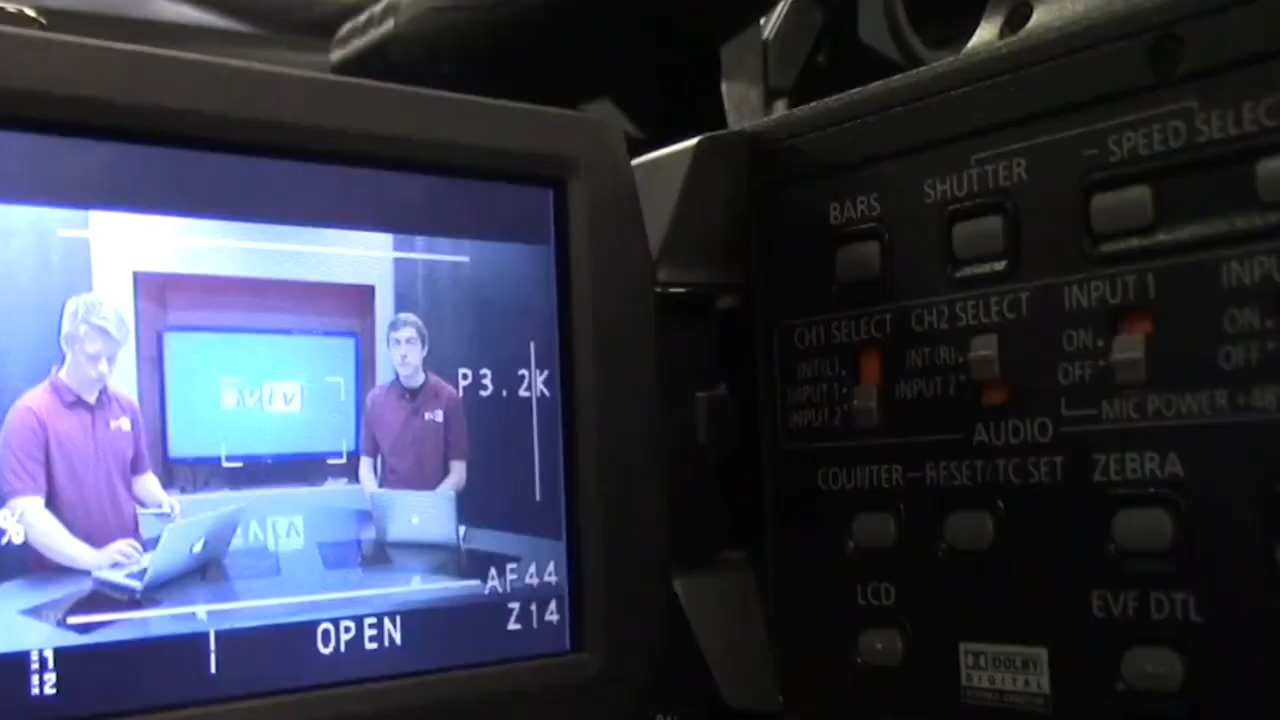 SPEED SELEC
SHUTTER
BARS
INPUT 1
CH2 SELECT
CH1 SELECT
INT(R)
INT(L)
ON
OFF
INPUT 2
INPUT 1
INPUT 2
MIC POWER +48
AUDIO
COUNTER-RESET/TC SET
ZEBRA
LCD
EVF DTL
DOLBY
DIGITAL
P3.2K
%
AF44
Z14
OPEN
ON
OFF